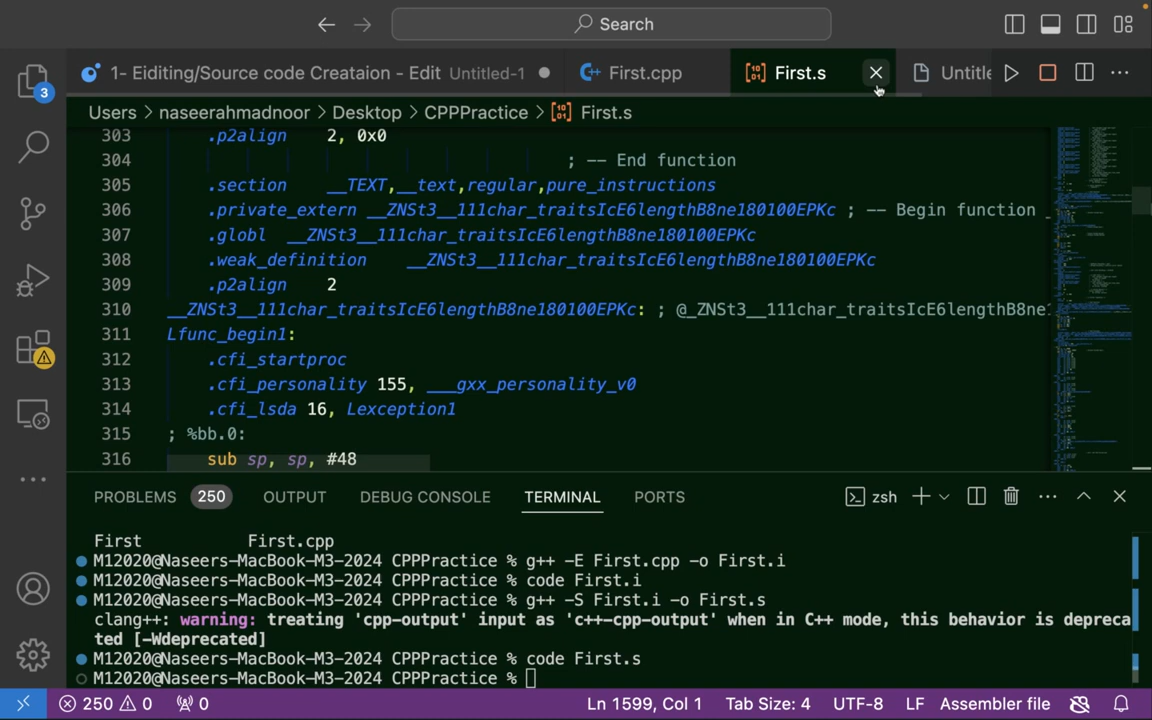 Search
1- Eiditing/Source code Creataion - Edit Untitled-1
First.cpp
First.s
Untitle
Users > naseerahmadnoor > Desktop > CPPPractice > First.s
303 .p2align 2, 0x0
304 ; -- End function
305 .section __TEXT,__text,regular,pure_instructions
306 .private_extern __ZNSt3__111char_traitsIcE6lengthB8ne180100EPKc ; -- Begin function _
307 .globl __ZNSt3__111char_traitsIcE6lengthB8ne180100EPKc
308 .weak_definition __ZNSt3__111char_traitsIcE6lengthB8ne180100EPKc
309 .p2align 2
310 __ZNSt3__111char_traitsIcE6lengthB8ne180100EPKc: ; @_ZNSt3__111char_traitsIcE6lengthB8ne1
311 Lfunc_begin1:
312 .cfi_startproc
313 .cfi_personality 155, ___gxx_personality_v0
314 .cfi_lsda 16, Lexception1
315 ; %bb.0:
316 sub sp, sp, #48
3
PROBLEMS 250 OUTPUT DEBUG CONSOLE TERMINAL PORTS zsh
First First.cpp
M12020@Naseers-MacBook-M3-2024 CPPPractice % g++ -E First.cpp -o First.i
M12020@Naseers-MacBook-M3-2024 CPPPractice % code First.i
M12020@Naseers-MacBook-M3-2024 CPPPractice % g++ -S First.i -o First.s
clang++: warning: treating 'cpp-output' input as 'c++-cpp-output' when in C++ mode, this behavior is depreca
ted [-Wdeprecated]
M12020@Naseers-MacBook-M3-2024 CPPPractice % code First.s
M12020@Naseers-MacBook-M3-2024 CPPPractice %
250 0 0 Ln 1599, Col 1 Tab Size: 4 UTF-8 LF Assembler file